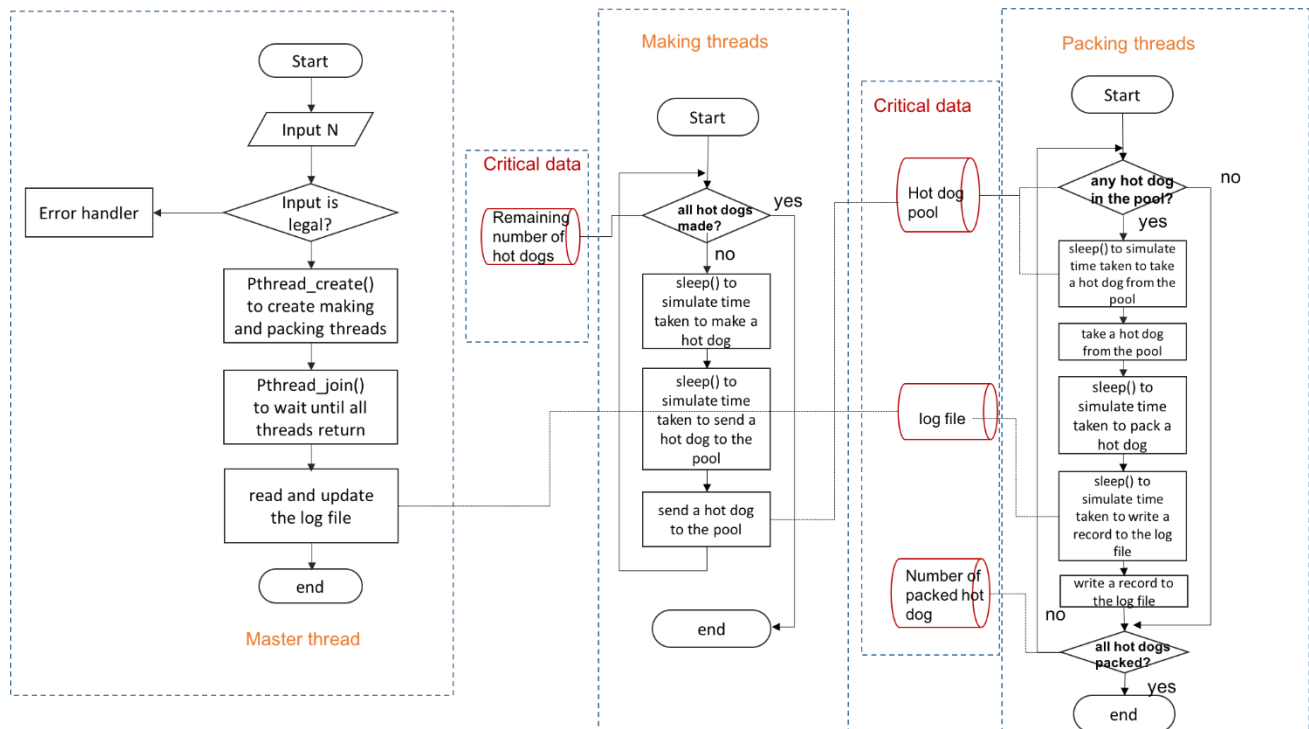 Start
Input N
Input is
legal?
Error handler
Pthread_create()
to create making
and packing threads
Pthread_join()
to wait until all
threads return
read and update
the log file
end
Master thread
Critical data
Remaining
number of
hot dogs
Making threads
Start
all hot dogs
made?
yes
no
sleep() to
simulate time
taken to make a
hot dog
sleep() to
simulate time
taken to send a
hot dog to the
pool
send a hot dog
to the pool
end
Critical data
Hot dog
pool
log file
Number of
packed hot
dog
Packing threads
Start
any hot dog
in the pool?
no
yes
sleep() to simulate
time taken to take
a hot dog from the
pool
take a hot dog
from the pool
sleep() to
simulate time
taken to pack a
hot dog
sleep() to
simulate time
taken to write a
record to the log
file
write a record to
the log file
no
all hot dogs
packed?
yes
end